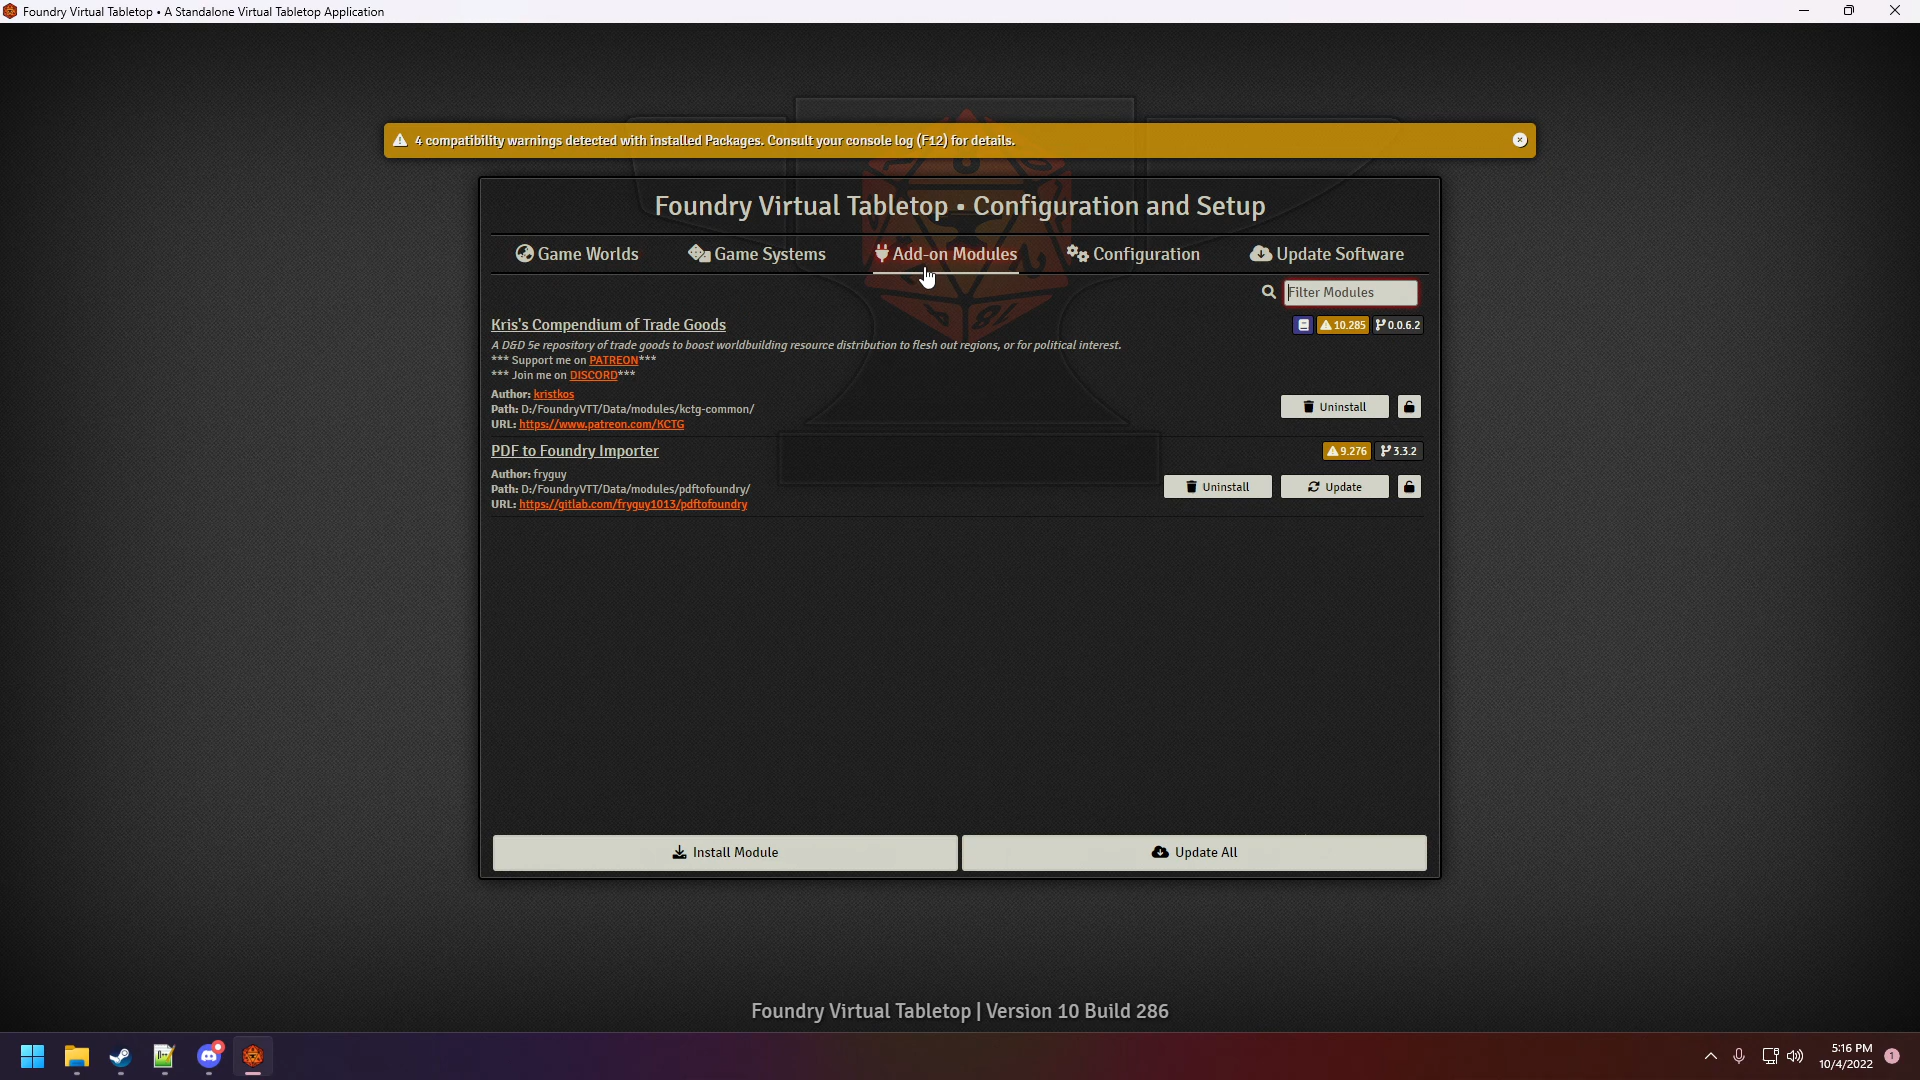 Foundry Virtual Tabletop • A Standalone Virtual Tabletop Application
4 compatibility warnings detected with installed Packages. Consult your console log (F12) for details.
Foundry Virtual Tabletop • Configuration and Setup
Game Worlds
Game Systems
Add-on Modules
Configuration
Update Software
Filter Modules
Kris's Compendium of Trade Goods
10.285
0.0.6.2
A D&D 5e repository of trade goods to boost worldbuilding resource distribution to flesh out regions, or for political interest.
*** Support me on PATREON***
*** Join me on DISCORD***
Author: kristkos
Path: D:/FoundryVTT/Data/modules/kctg-common/
URL: https://www.patreon.com/KCTG
Uninstall
PDF to Foundry Importer
9.276
3.3.2
Author: fryguy
Path: D:/FoundryVTT/Data/modules/pdftofoundry/
URL: https://gitlab.com/fryguy1013/pdftofoundry
Uninstall
Update
Install Module
Update All
Foundry Virtual Tabletop | Version 10 Build 286
5:16 PM
10/4/2022
1